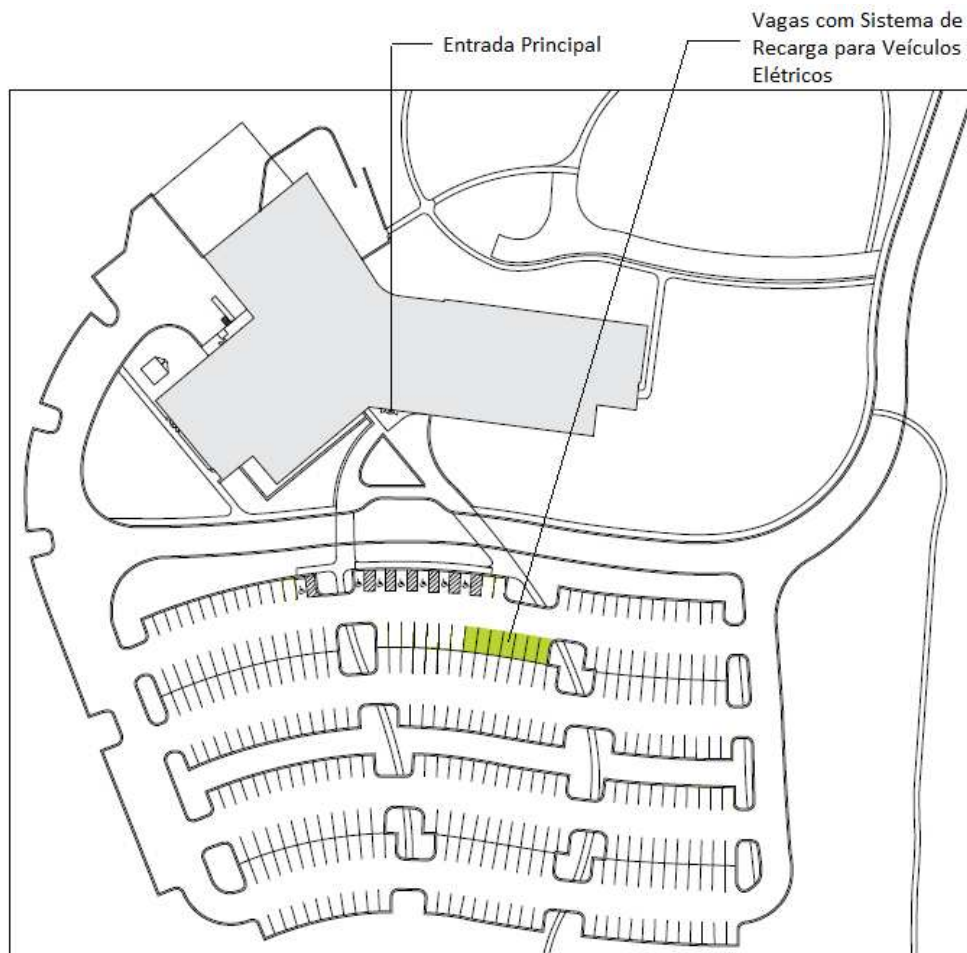 Entrada Principal
Vagas com Sistema de
Recarga para Veículos
Elétricos